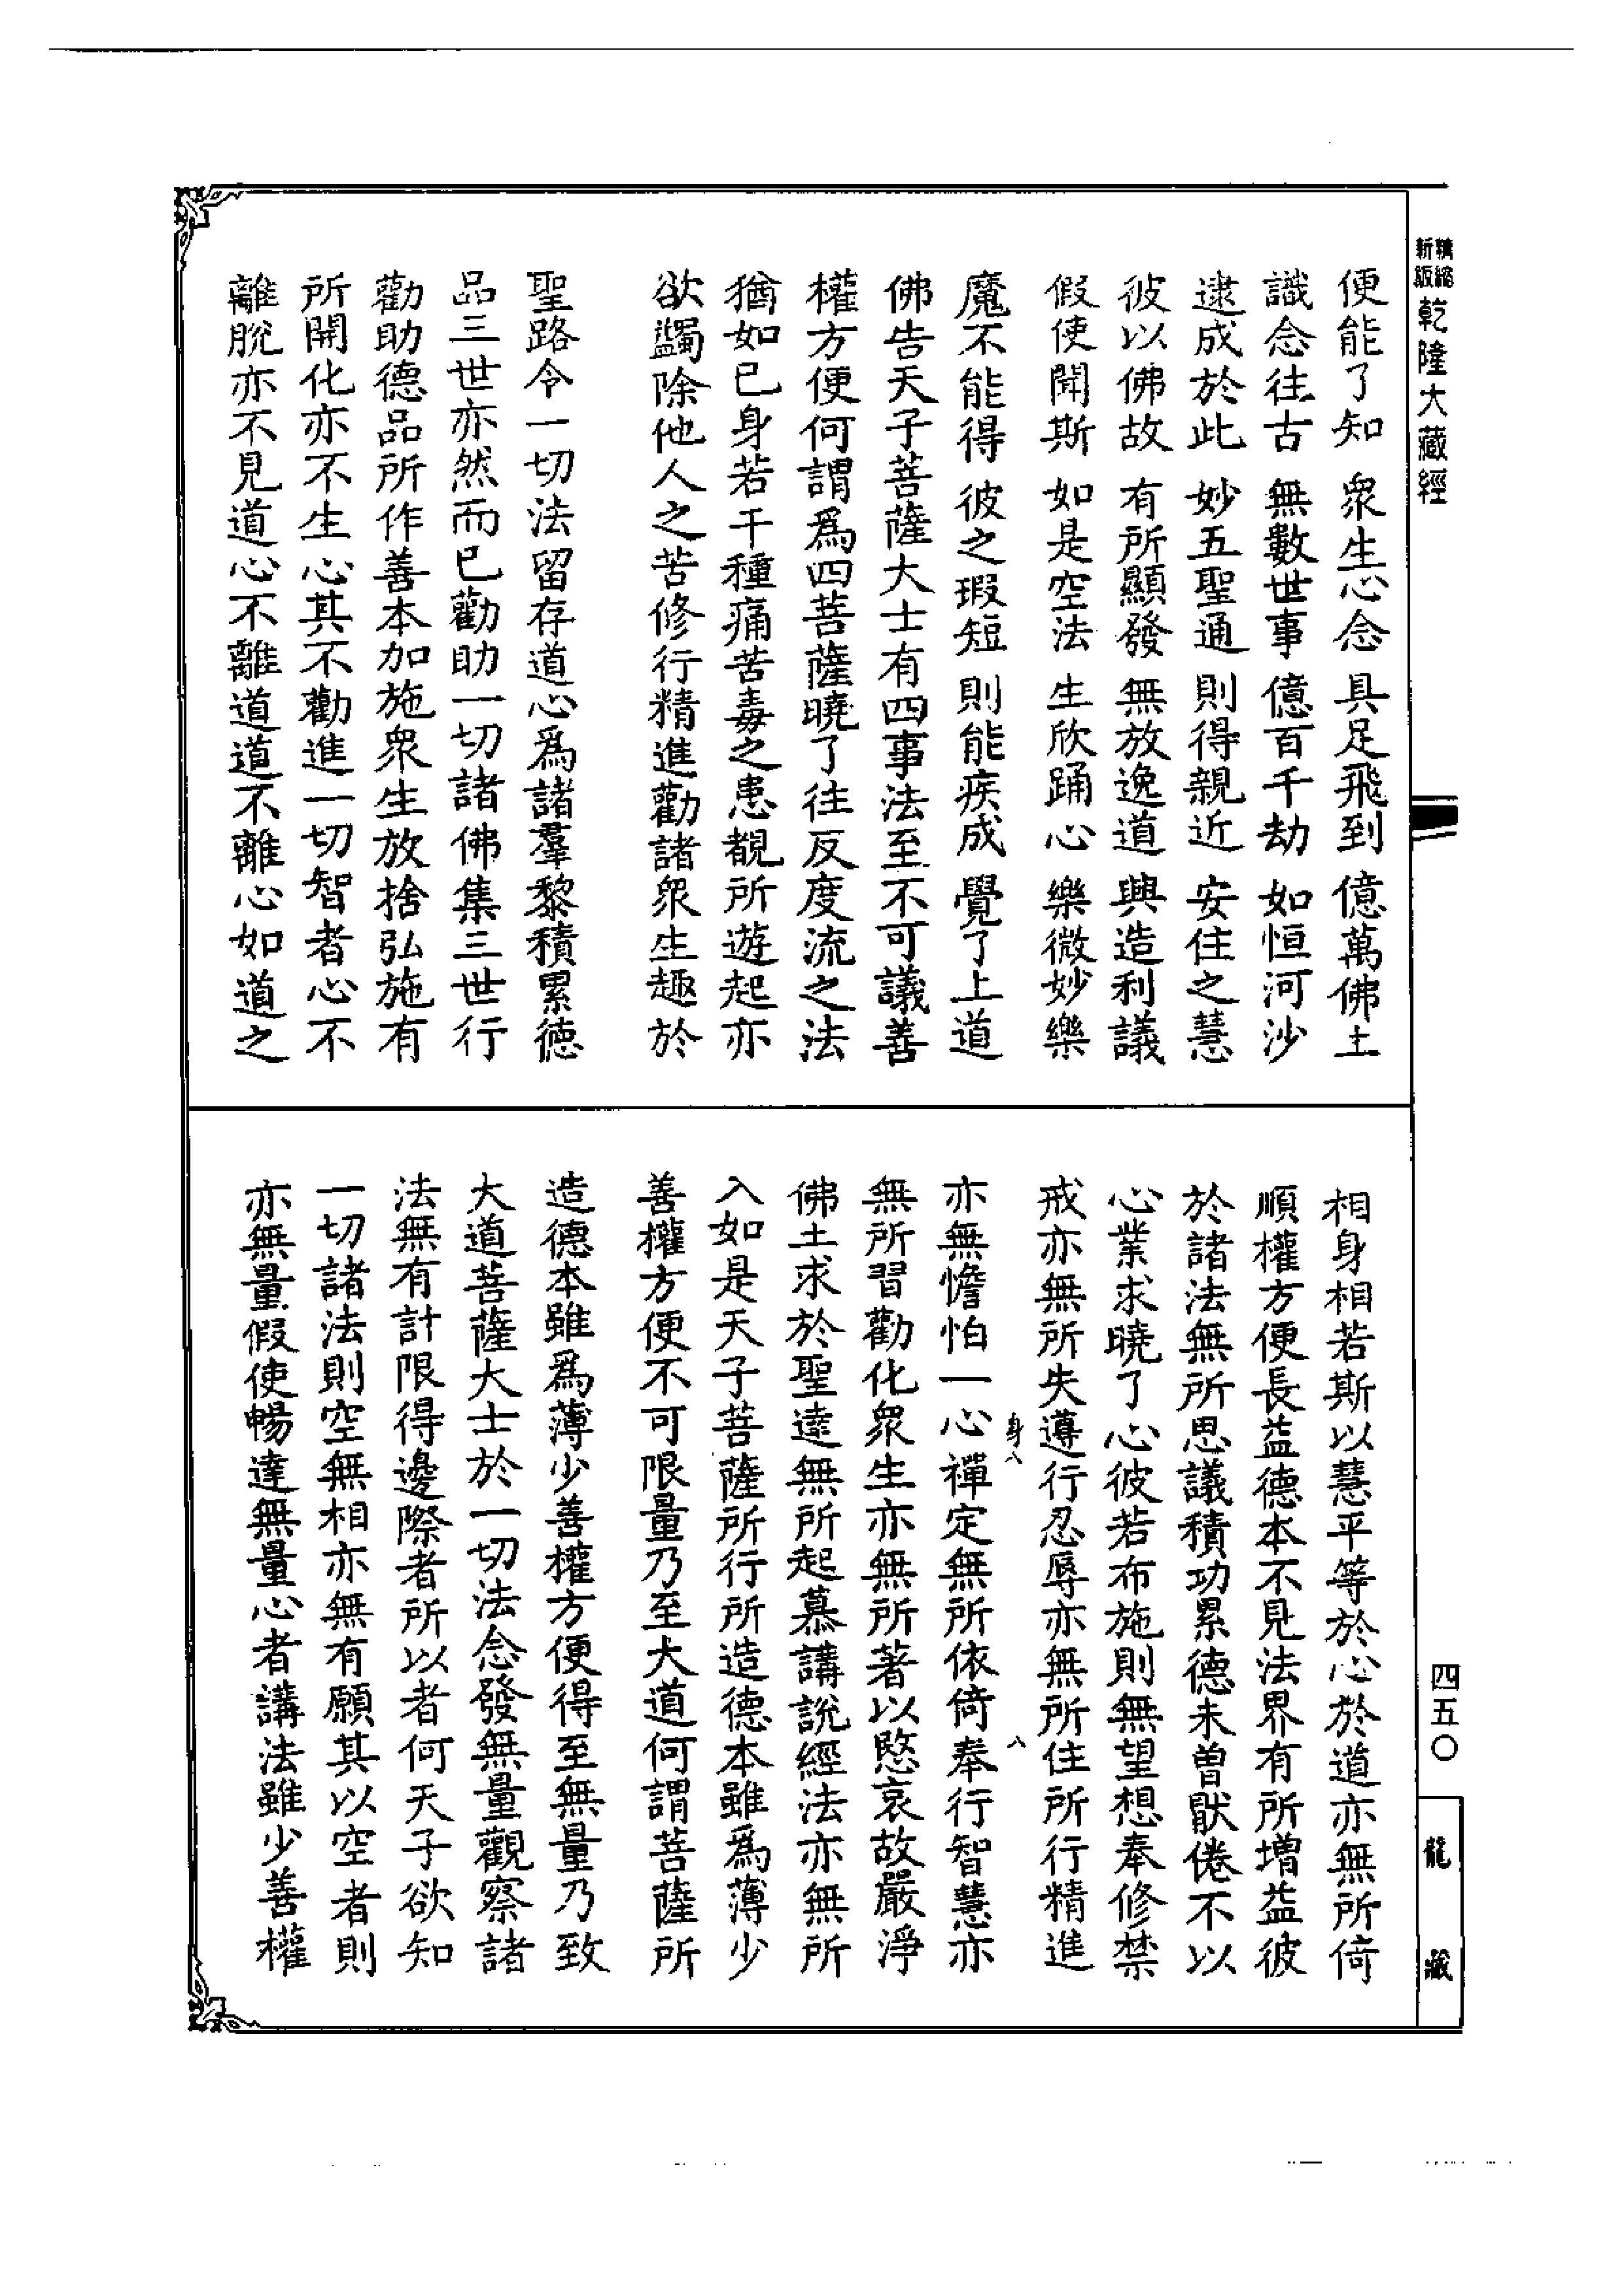 精縮新版乾隆大藏經
便能了知 衆生心念 具足飛到 億萬佛土
識念往古 無數世事 億百千劫 如恒河沙
逮成於此 妙五聖通 則得親近 安住之慧
彼以佛故 有所顯發 無放逸道 興造利議
假使聞斯 如是空法 生欣踊心 樂微妙樂
魔不能得 彼之瑕短 則能疾成 覺了上道
佛告天子菩薩大士有四事法至不可議善
權方便何謂爲四菩薩曉了往反度流之法
猶如己身若干種痛苦毒之患覩所遊起亦
欲蠲除他人之苦修行精進勸諸衆生趣於
聖路令一切法留存道心爲諸羣黎積累德
品三世亦然而已勸助一切諸佛集三世行
勸助德品所作善本加施衆生放捨弘施有
所開化亦不生心其不勸進一切智者心不
離脫亦不見道心不離道道不離心如道之
相身相若斯以慧平等於心於道亦無所倚
順權方便長益德本不見法界有所增益彼
於諸法無所思議積功累德未曾猒倦不以
心業求曉了心彼若布施則無望想奉修禁
戒亦無所失遵行忍辱亦無所住所行精進
身八 八
亦無憺怕一心禪定無所依倚奉行智慧亦
無所習勸化衆生亦無所著以愍哀故嚴淨
佛土求於聖達無所起慕講說經法亦無所
入如是天子菩薩所行所造德本雖爲薄少
善權方便不可限量乃至大道何謂菩薩所
造德本雖爲薄少善權方便得至無量乃致
大道菩薩大士於一切法念發無量觀察諸
法無有計限得邊際者所以者何天子欲知
一切諸法則空無相亦無有願其以空者則
亦無量假使暢達無量心者講法雖少善權
四五〇
龍藏